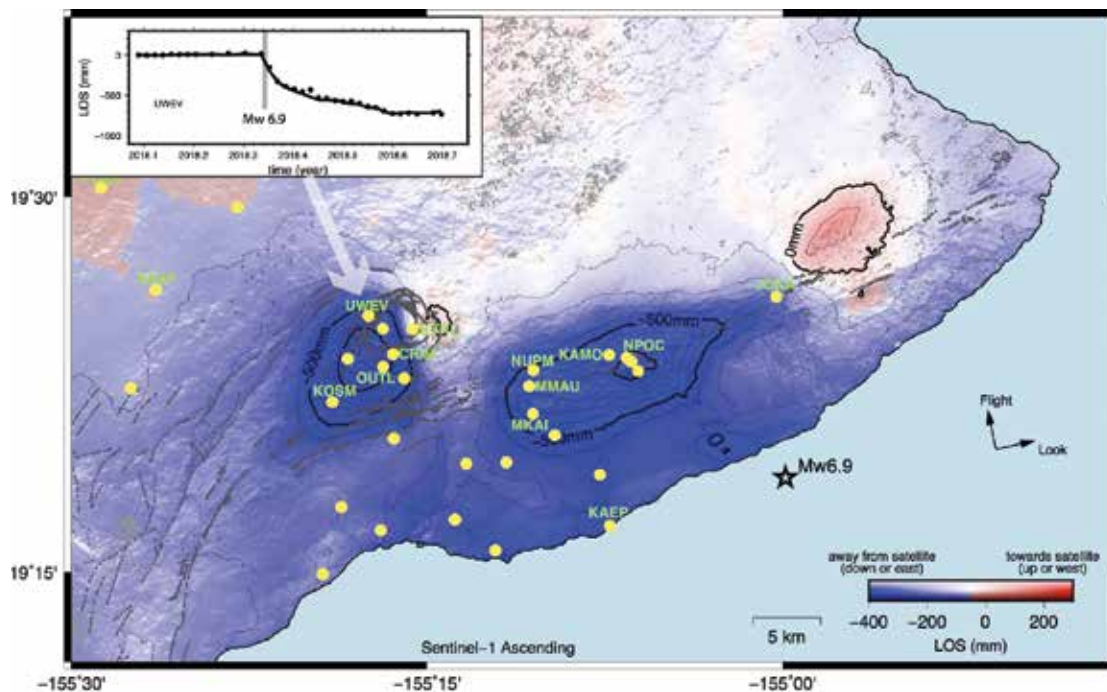 3
-500
-1000
LOS (mm)
UWEV
Mw 6.9
2018.1 2018.2 2018.3 2018.4 2018.5 2018.6 2018.7
time (year)
19°30'
0mm
UWEV
-500mm
CRIM
OUTL
KOSM
-500mm
KAMO
NPOC
NUPM
MMAU
MKAI
Flight
Look
Mw6.9
KAEP
19°15'
away from satellite
(down or east)
towards satellite
(up or west)
-400 -200 0 200
LOS (mm)
5 km
Sentinel-1 Ascending
-155°30' -155°15' -155°00'